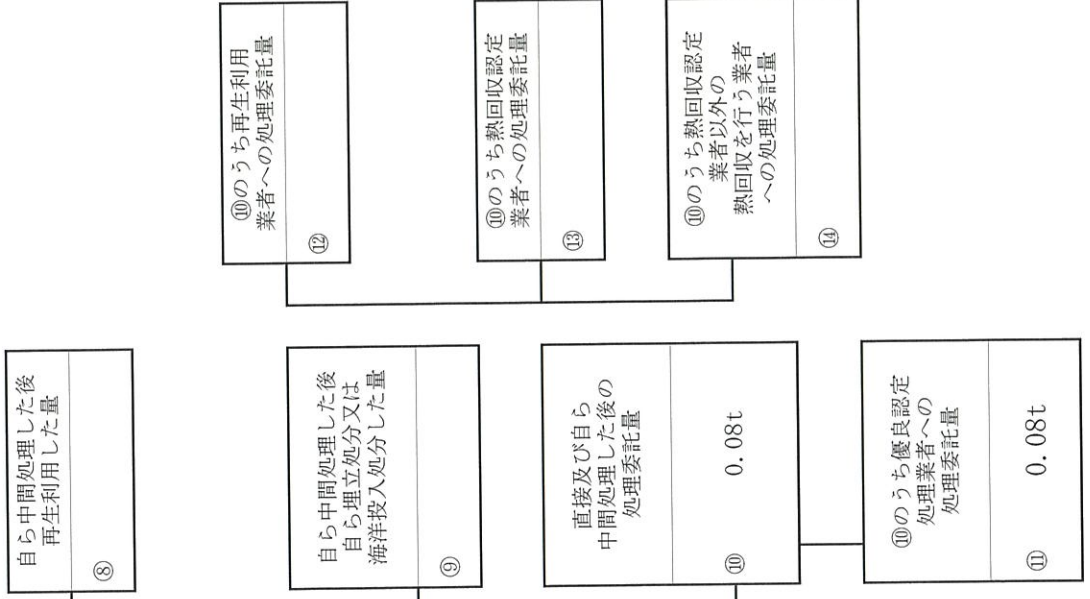 自ら中間処理した後
再生利用した量
⑧
自ら中間処理した後
自ら埋立処分又は
海洋投入処分した量
⑨
直接及び自ら
中間処理した後の
処理委託量
⑩ 0.08t
⑩のうち優良認定
処理業者への
処理委託量
⑪ 0.08t
⑩のうち再生利用
業者への処理委託量
⑫
⑩のうち熱回収認定
業者への処理委託量
⑬
⑩のうち熱回収認定
業者以外の
熱回収を行う業者
への処理委託量
⑭